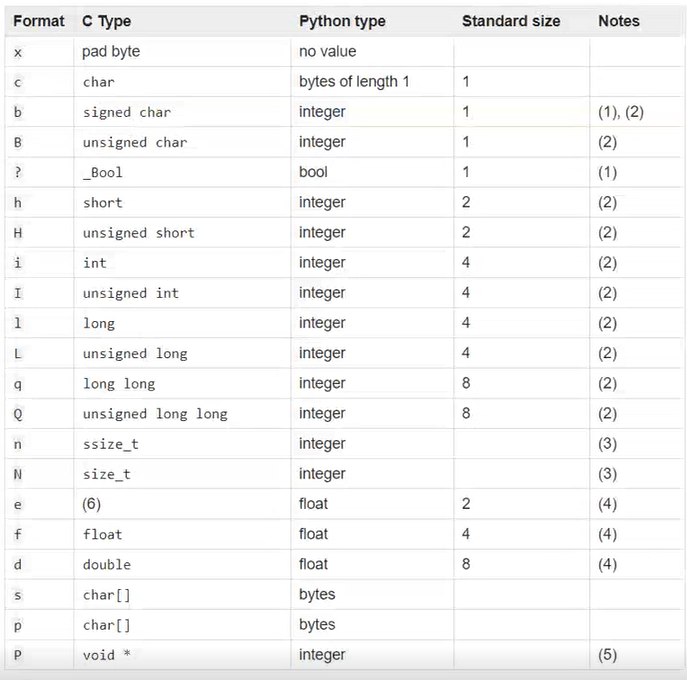 Format C Type Python type Standard size Notes
x pad byte no value
c char bytes of length 1 1
b signed char integer 1 (1), (2)
B unsigned char integer 1 (2)
? _Bool bool 1 (1)
h short integer 2 (2)
H unsigned short integer 2 (2)
i int integer 4 (2)
I unsigned int integer 4 (2)
l long integer 4 (2)
L unsigned long integer 4 (2)
q long long integer 8 (2)
Q unsigned long long integer 8 (2)
n ssize_t integer (3)
N size_t integer (3)
e (6) float 2 (4)
f float float 4 (4)
d double float 8 (4)
s char[] bytes
p char[] bytes
P void * integer (5)